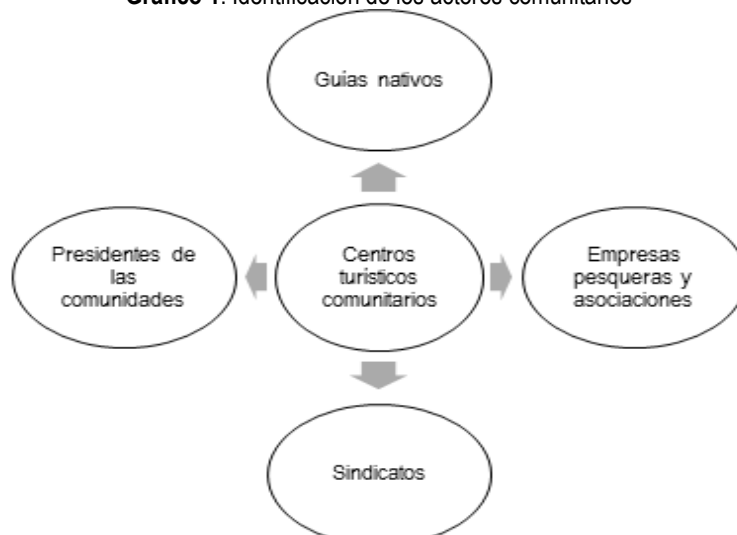 Gráfico 1. Identificación de los actores comunitarios
Guías nativos
Presidentes de
las
comunidades
Centros
turísticos
comunitarios
Empresas
pesqueras y
asociaciones
Sindicatos